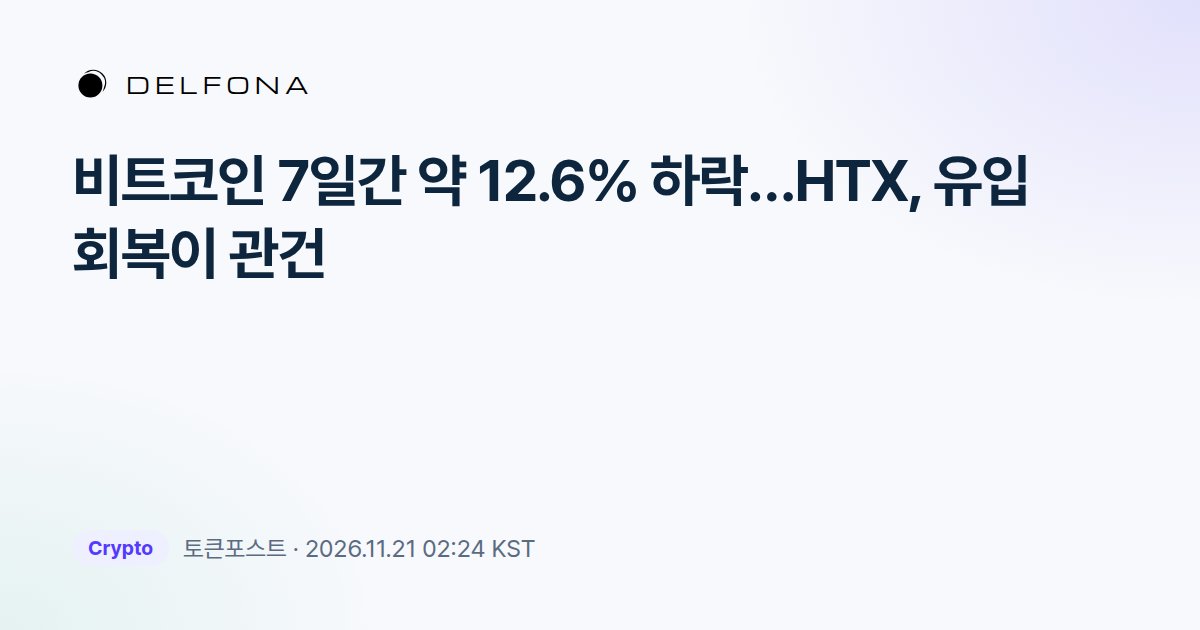 DELFONA
비트코인 7일간 약 12.6% 하락…HTX, 유입
회복이 관건
Crypto 토큰포스트 · 2026.11.21 02:24 KST